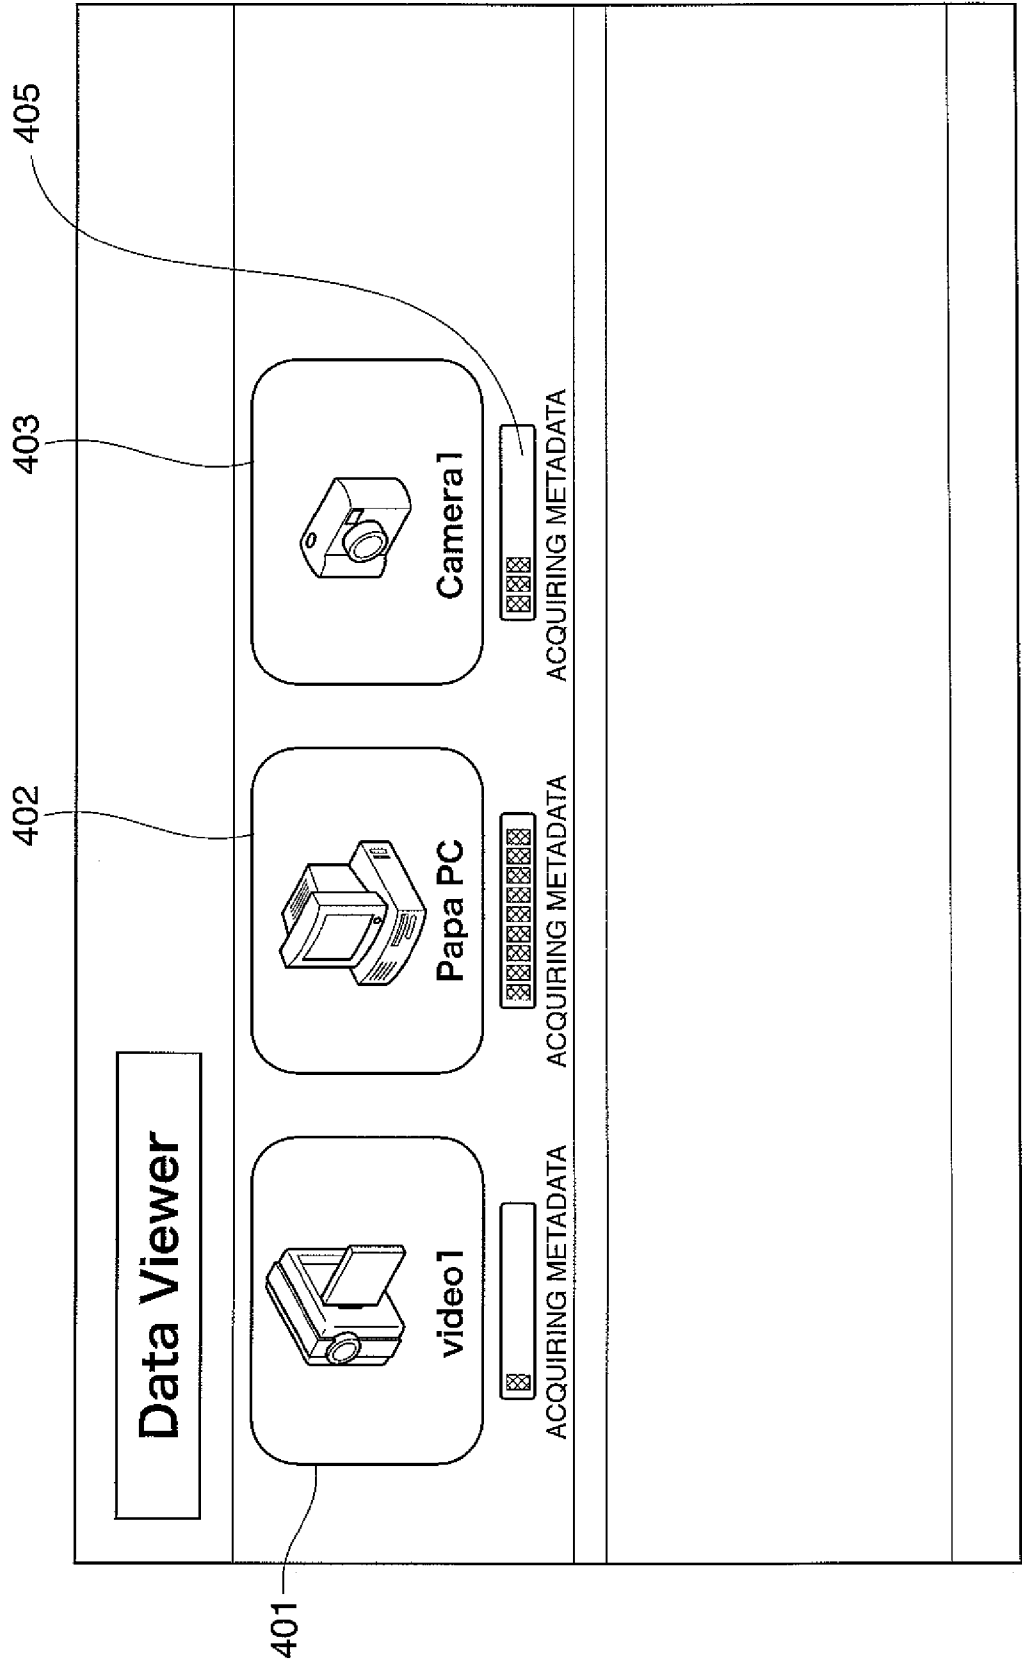 402
403
405
Data Viewer
video1
Papa PC
Camera1
ACQUIRING METADATA
ACQUIRING METADATA
ACQUIRING METADATA
401